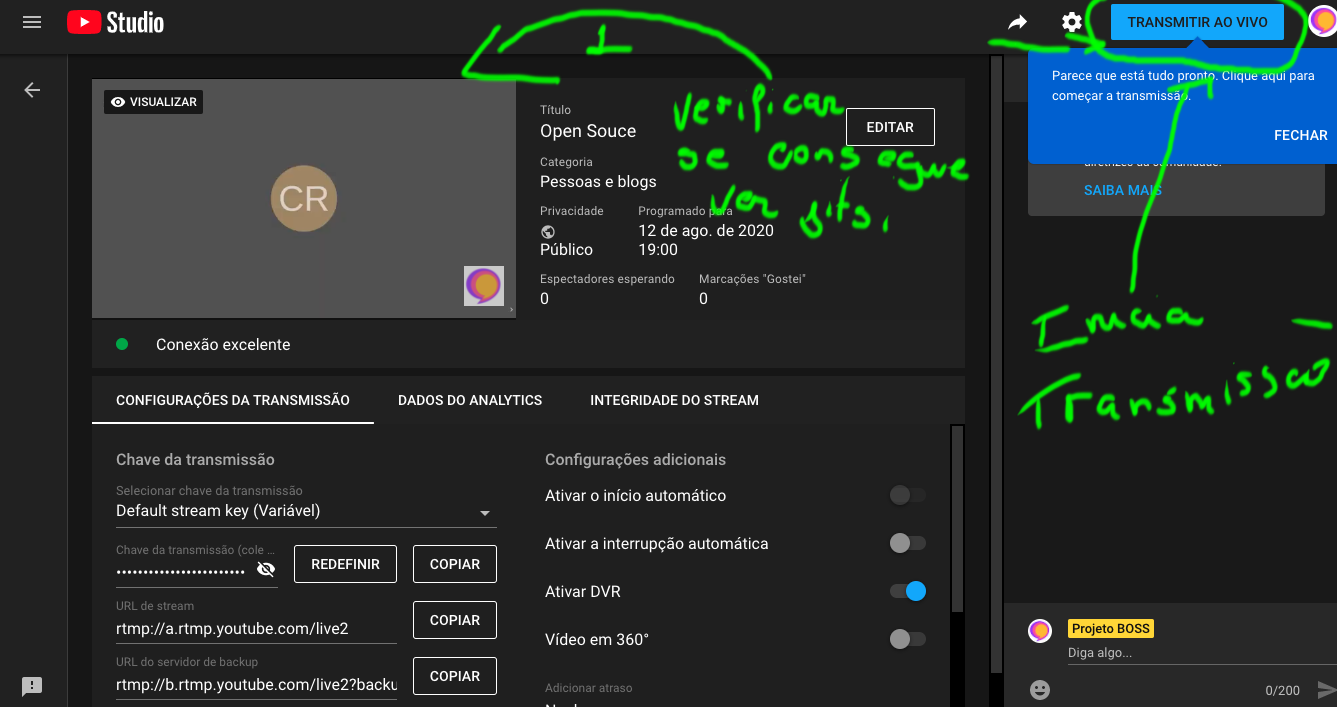 Studio
TRANSMITIR AO VIVO
1
Parece que está tudo pronto. Clique aqui para
começar a transmissão.
FECHAR
diretrizes da comunidade.
SAIBA MAIS
VISUALIZAR
CR
Título
Open Souce
EDITAR
Categoria
Pessoas e blogs
Privacidade
Público
Programado para
12 de ago. de 2020
19:00
Espectadores esperando
0
Marcações "Gostei"
0
verificar
se consegue
ver jits.
Inicia
Transmissao
Conexão excelente
CONFIGURAÇÕES DA TRANSMISSÃO
DADOS DO ANALYTICS
INTEGRIDADE DO STREAM
Chave da transmissão
Selecionar chave da transmissão
Default stream key (Variável)
Chave da transmissão (cole ...
••••••••••••••••••••••••
REDEFINIR
COPIAR
URL de stream
rtmp://a.rtmp.youtube.com/live2
COPIAR
URL do servidor de backup
rtmp://b.rtmp.youtube.com/live2?backu
COPIAR
Configurações adicionais
Ativar o início automático
Ativar a interrupção automática
Ativar DVR
Vídeo em 360°
Adicionar atraso
Projeto BOSS
Diga algo...
0/200